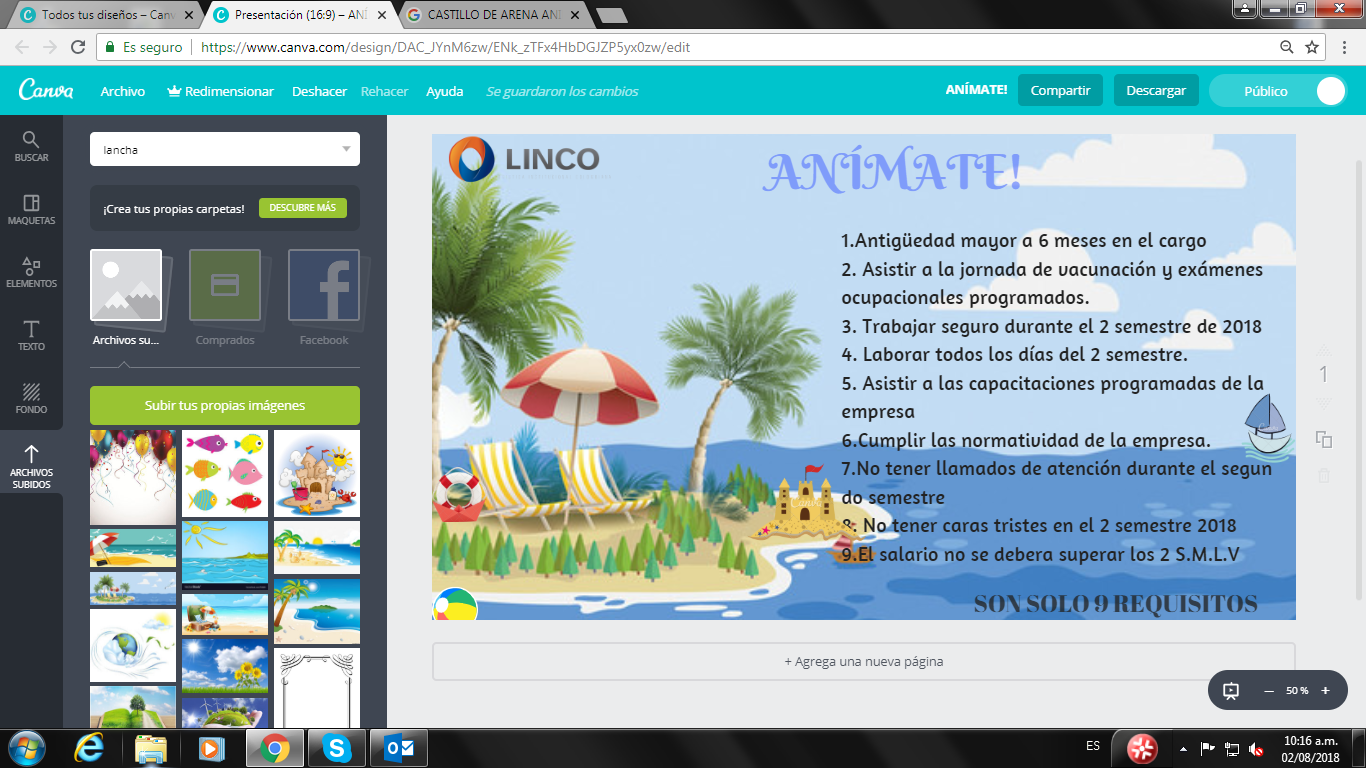 Todos tus diseños – Canv
Presentación (16:9) – ANÍ
CASTILLO DE ARENA ANI
Es seguro
https://www.canva.com/design/DAC_JYnM6zw/ENk_zTFx4HbDGJZP5yx0zw/edit
Canva
Archivo
Redimensionar
Deshacer
Rehacer
Ayuda
Se guardaron los cambios
ANÍMATE!
Compartir
Descargar
Público
BUSCAR
MAQUETAS
ELEMENTOS
TEXTO
FONDO
ARCHIVOS
SUBIDOS
lancha
¡Crea tus propias carpetas!
DESCUBRE MÁS
Archivos su...
Comprados
Facebook
Subir tus propias imágenes
LINCO
ANÍMATE!
1.Antigüedad mayor a 6 meses en el cargo
2. Asistir a la jornada de vacunación y exámenes
ocupacionales programados.
3. Trabajar seguro durante el 2 semestre de 2018
4. Laborar todos los días del 2 semestre.
5. Asistir a las capacitaciones programadas de la
empresa
6.Cumplir las normatividad de la empresa.
7.No tener llamados de atención durante el segun
do semestre
8. No tener caras tristes en el 2 semestre 2018
9.El salario no se debera superar los 2 S.M.L.V
SON SOLO 9 REQUISITOS
1
+ Agrega una nueva página
50 %
ES
10:16 a.m.
02/08/2018